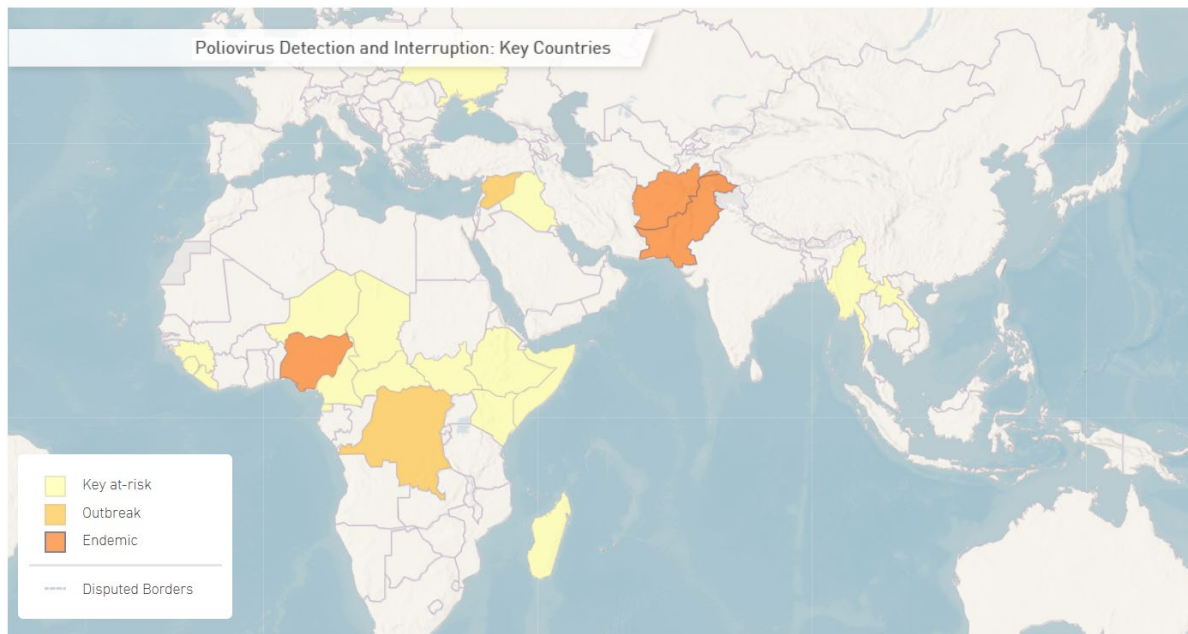 Poliovirus Detection and Interruption: Key Countries
Key at-risk
Outbreak
Endemic
Disputed Borders